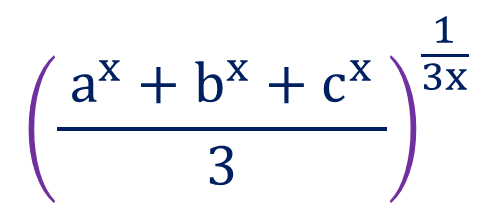 (a^x + b^x + c^x / 3)^(1/3x)